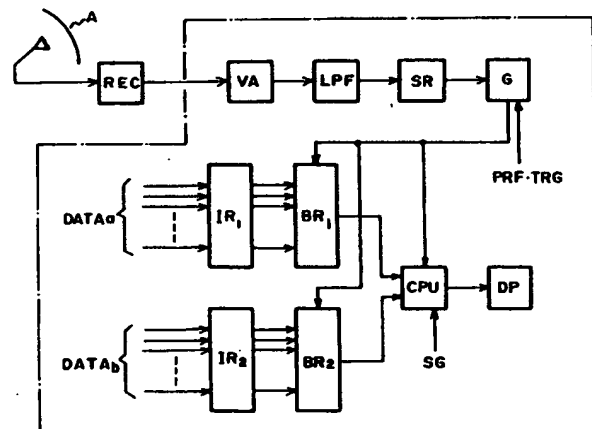 A
REC
VA
LPF
SR
G
PRF·TRG
DATAa
IR1
BR1
CPU
DP
SG
DATAb
IR2
BR2